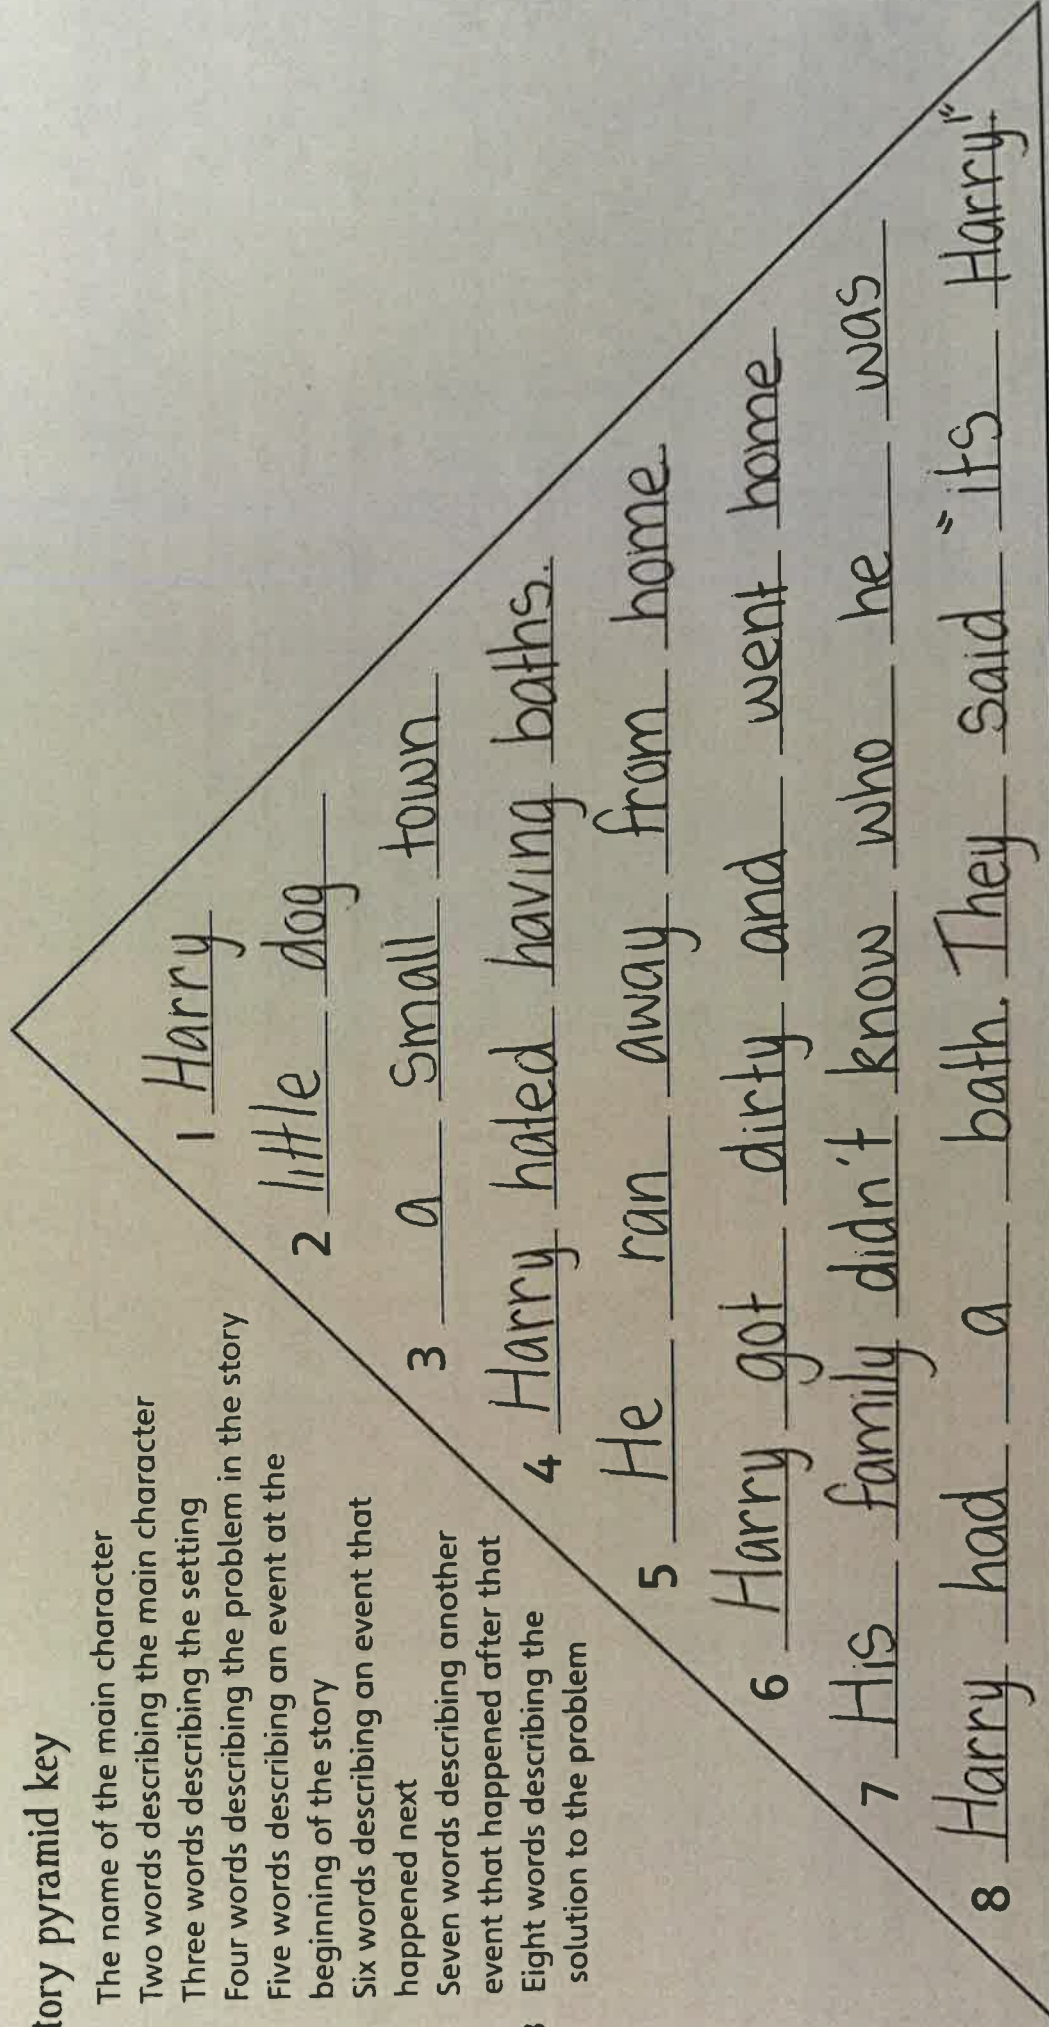 tory pyramid key
The name of the main character
Two words describing the main character
Three words describing the setting
Four words describing the problem in the story
Five words describing an event at the
beginning of the story
Six words describing an event that
happened next
Seven words describing another
event that happened after that
Eight words describing the
solution to the problem
1 Harry
2 little dog
3 a small town
4 Harry hated having baths.
5 He ran away from home
6 Harry got dirty and went home
7 His family didn't know who he was
8 Harry had a bath. They said "its Harry!"